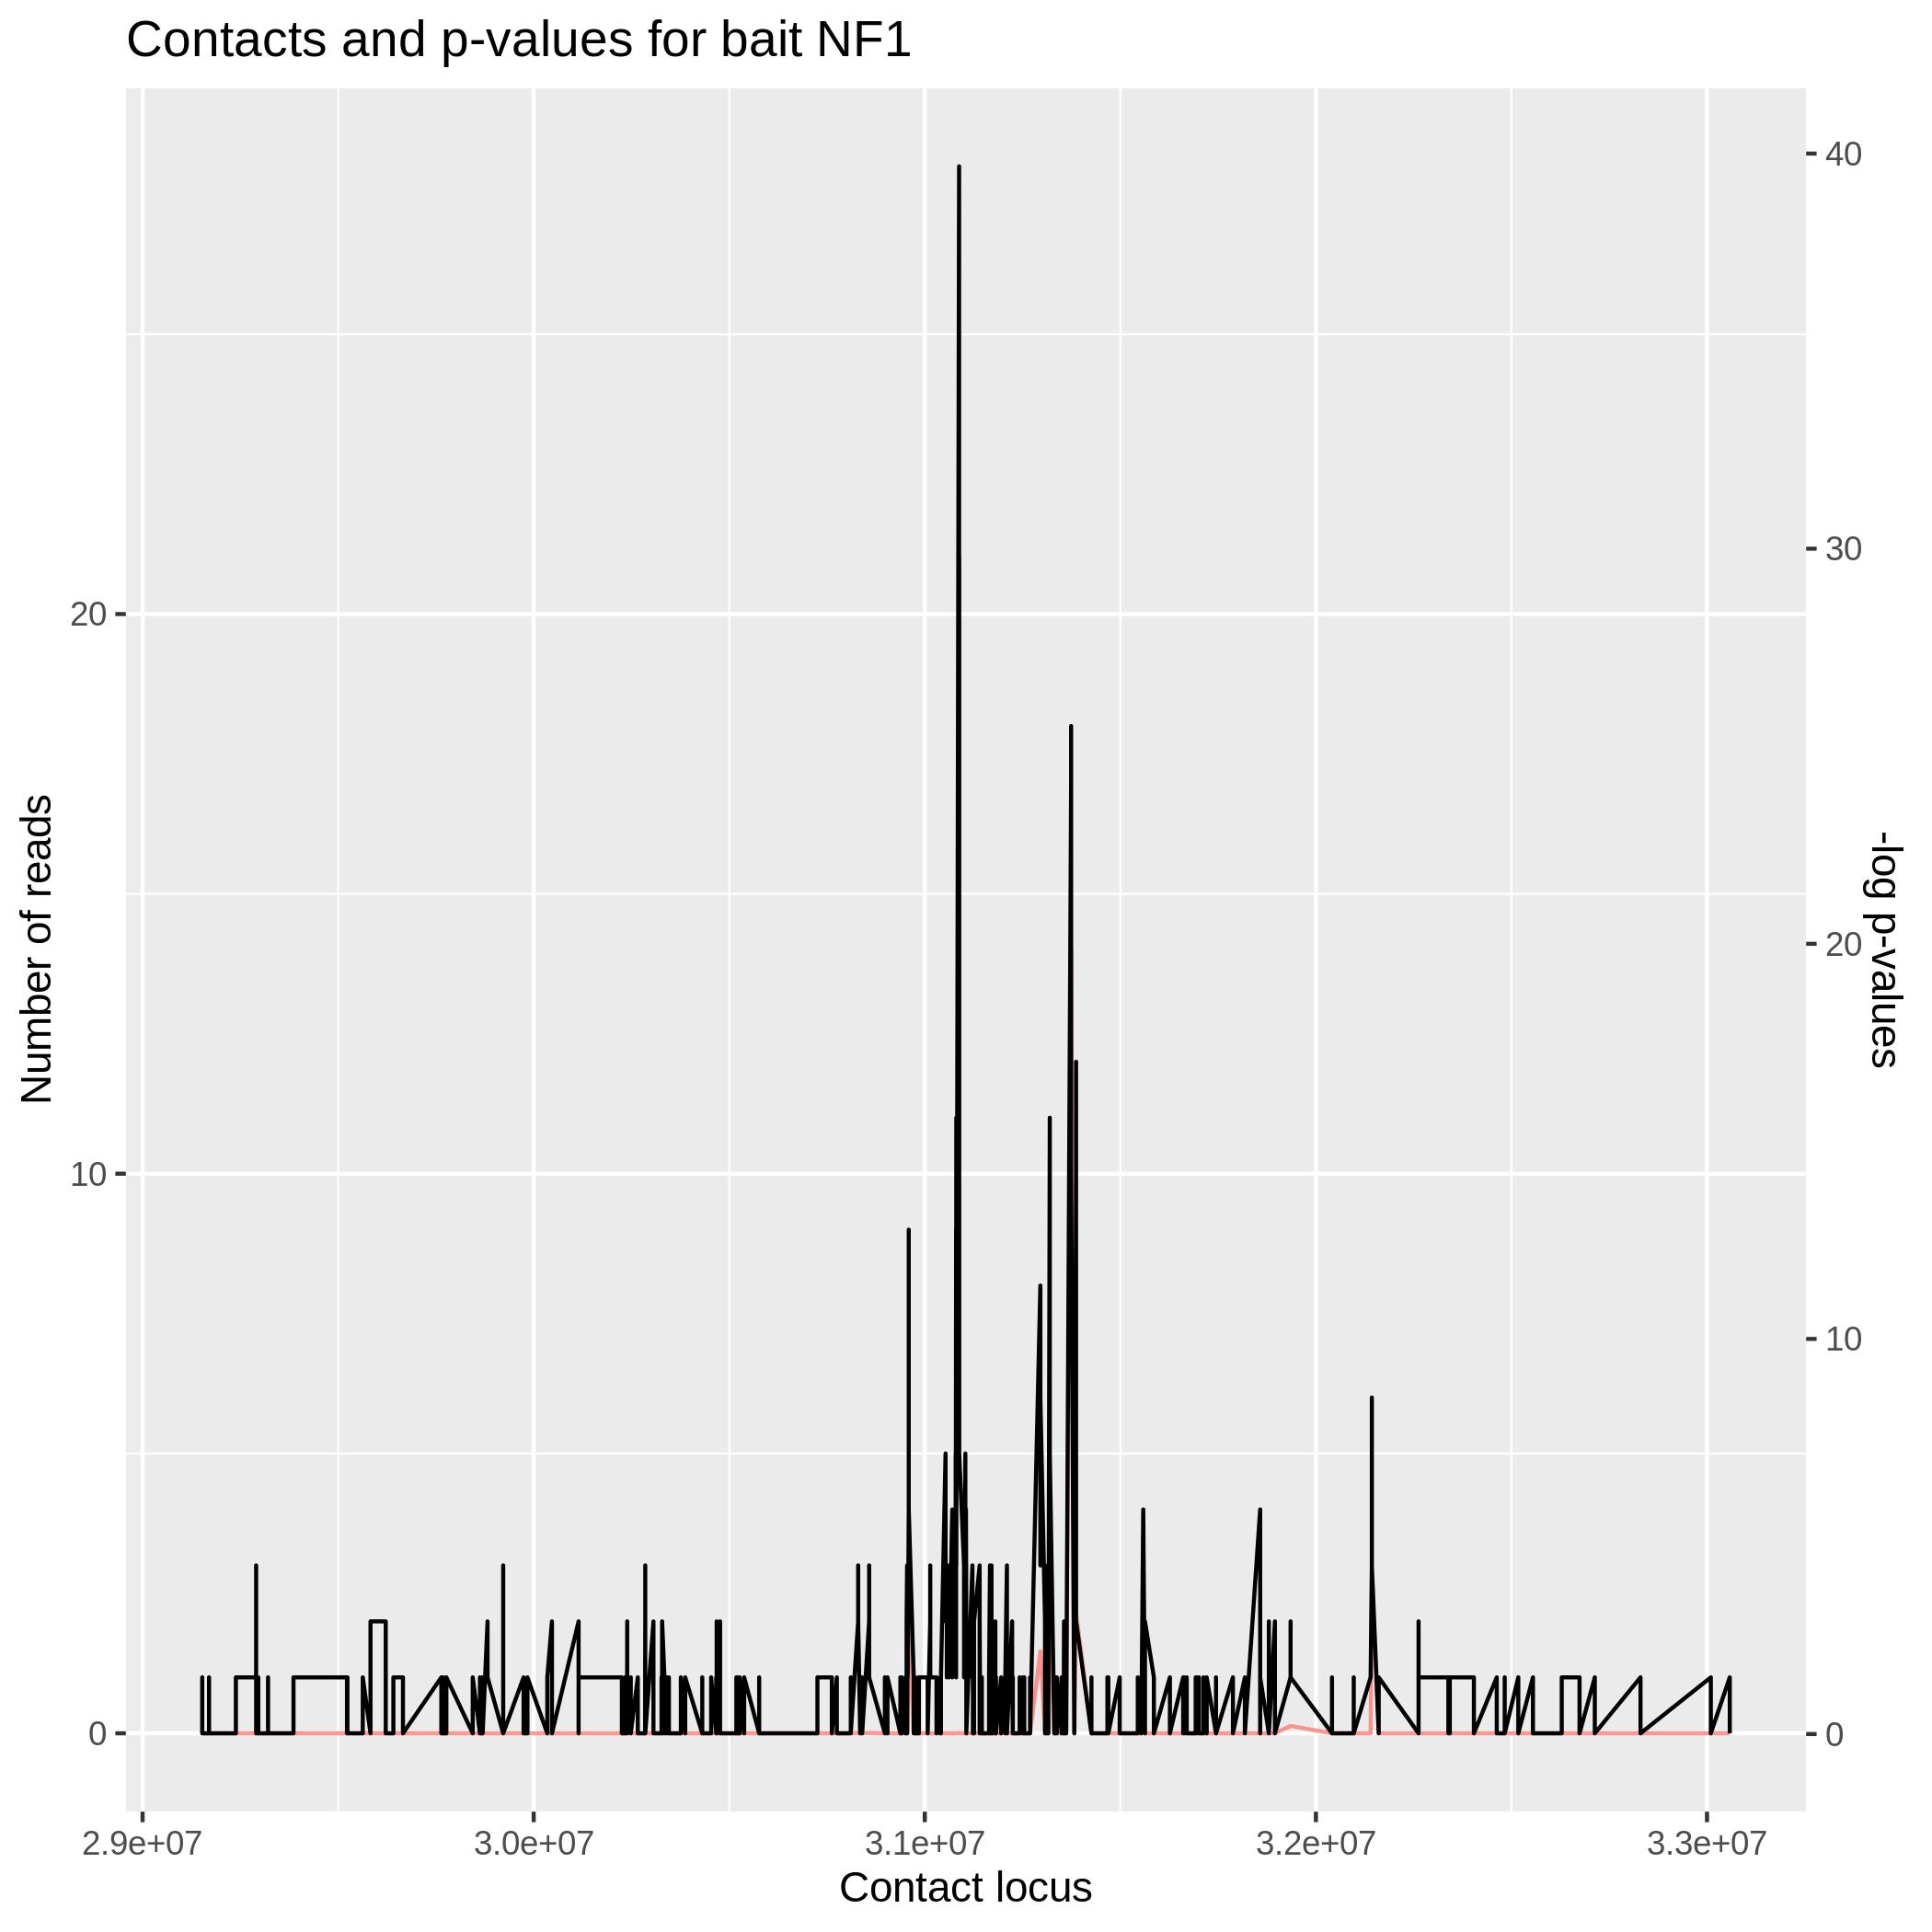 Contacts and p-values for bait NF1
40
30
20
20
10
10
0
0
Number of reads
-log p-values
2.9e+07
3.0e+07
3.1e+07
3.2e+07
3.3e+07
Contact locus